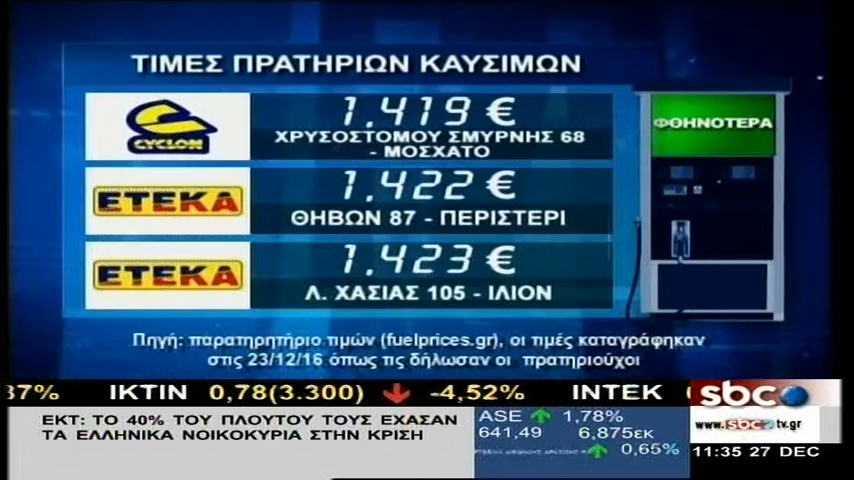 ΤΙΜΕΣ ΠΡΑΤΗΡΙΩΝ ΚΑΥΣΙΜΩΝ
CYCLON
1.419 €
ΧΡΥΣΟΣΤΟΜΟΥ ΣΜΥΡΝΗΣ 68
- ΜΟΣΧΑΤΟ
ΦΘΗΝΟΤΕΡΑ
ΕΤΕΚΑ
1.422 €
ΘΗΒΩΝ 87 - ΠΕΡΙΣΤΕΡΙ
ΕΤΕΚΑ
1.423 €
Λ. ΧΑΣΙΑΣ 105 - ΙΛΙΟΝ
Πηγή: παρατηρητήριο τιμών (fuelprices.gr), οι τιμές καταγράφηκαν
στις 23/12/16 όπως τις δήλωσαν οι πρατηριούχοι
37% ΙΚΤΙΝ 0,78(3.300) -4,52% INTEK
sbc
www.sbctv.gr
ΕΚΤ: ΤΟ 40% ΤΟΥ ΠΛΟΥΤΟΥ ΤΟΥΣ ΕΧΑΣΑΝ
ΤΑ ΕΛΛΗΝΙΚΑ ΝΟΙΚΟΚΥΡΙΑ ΣΤΗΝ ΚΡΙΣΗ
ASE 1,78%
641,49 6,875εκ
0,65%
11:35 27 DEC